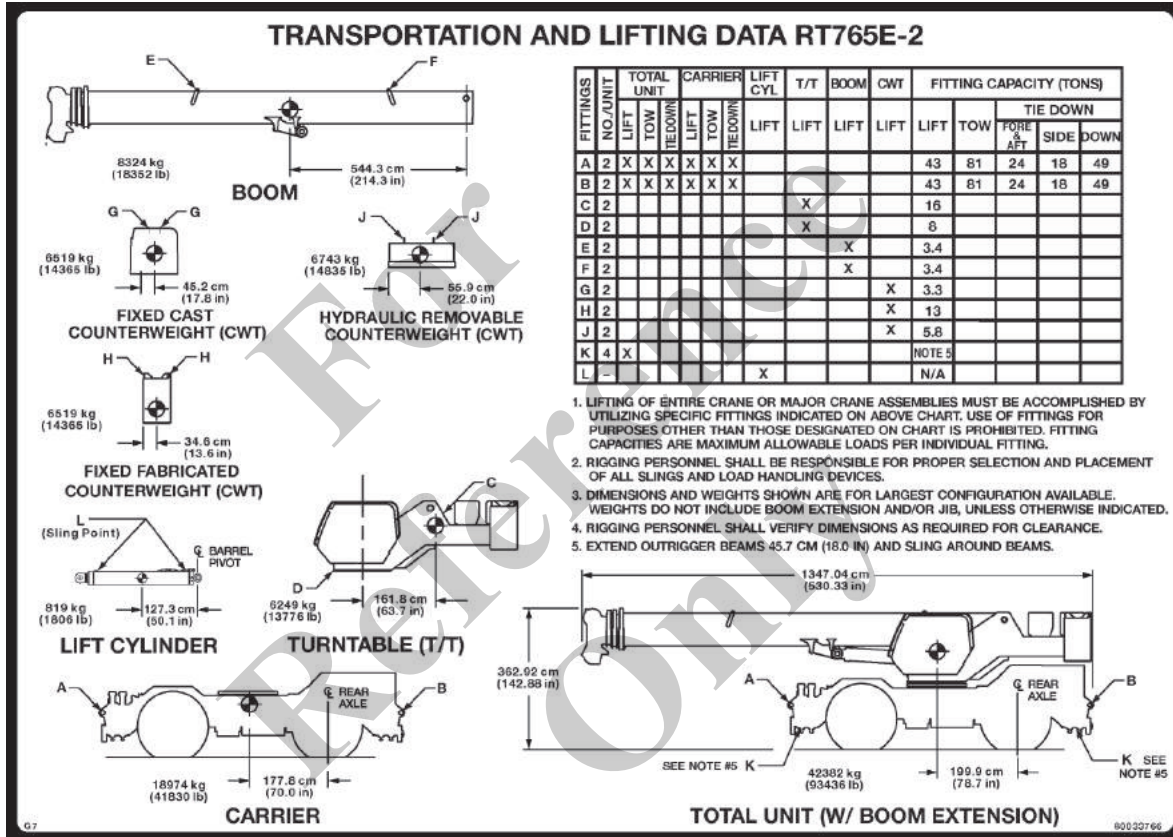 TRANSPORTATION AND LIFTING DATA RT765E-2
E
F
8324 kg
(18352 lb)
544.3 cm
(214.3 in)
BOOM
G
G
6519 kg
(14365 lb)
45.2 cm
(17.8 in)
FIXED CAST
COUNTERWEIGHT (CWT)
J
J
6743 kg
(14835 lb)
55.9 cm
(22.0 in)
HYDRAULIC REMOVABLE
COUNTERWEIGHT (CWT)
H
H
6519 kg
(14365 lb)
34.6 cm
(13.6 in)
FIXED FABRICATED
COUNTERWEIGHT (CWT)
L
(Sling Point)
℄ BARREL
PIVOT
819 kg
(1806 lb)
127.3 cm
(50.1 in)
LIFT CYLINDER
C
D
6249 kg
(13776 lb)
161.8 cm
(63.7 in)
TURNTABLE (T/T)
A
B
℄ REAR
AXLE
18974 kg
(41830 lb)
177.8 cm
(70.0 in)
CARRIER
FITTINGS NO./UNIT TOTAL UNIT CARRIER LIFT CYL T/T BOOM CWT FITTING CAPACITY (TONS)
TIE DOWN
LIFT TOW TIE DOWN LIFT TOW TIE DOWN LIFT LIFT LIFT LIFT LIFT TOW FORE & AFT SIDE DOWN
A 2 X X X X X X 43 81 24 18 49
B 2 X X X X X X 43 81 24 18 49
C 2 X 16
D 2 X 8
E 2 X 3.4
F 2 X 3.4
G 2 X 3.3
H 2 X 13
J 2 X 5.8
K 4 X NOTE 5
L – X N/A
1. LIFTING OF ENTIRE CRANE OR MAJOR CRANE ASSEMBLIES MUST BE ACCOMPLISHED BY
UTILIZING SPECIFIC FITTINGS INDICATED ON ABOVE CHART. USE OF FITTINGS FOR
PURPOSES OTHER THAN THOSE DESIGNATED ON CHART IS PROHIBITED. FITTING
CAPACITIES ARE MAXIMUM ALLOWABLE LOADS PER INDIVIDUAL FITTING.
2. RIGGING PERSONNEL SHALL BE RESPONSIBLE FOR PROPER SELECTION AND PLACEMENT
OF ALL SLINGS AND LOAD HANDLING DEVICES.
3. DIMENSIONS AND WEIGHTS SHOWN ARE FOR LARGEST CONFIGURATION AVAILABLE.
WEIGHTS DO NOT INCLUDE BOOM EXTENSION AND/OR JIB, UNLESS OTHERWISE INDICATED.
4. RIGGING PERSONNEL SHALL VERIFY DIMENSIONS AS REQUIRED FOR CLEARANCE.
5. EXTEND OUTRIGGER BEAMS 45.7 CM (18.0 IN) AND SLING AROUND BEAMS.
1347.04 cm
(530.33 in)
362.92 cm
(142.88 in)
A
B
℄ REAR
AXLE
SEE NOTE #5 K
K SEE
NOTE #5
42382 kg
(93436 lb)
199.9 cm
(78.7 in)
TOTAL UNIT (W/ BOOM EXTENSION)
G7
80033766
For
Reference
Only